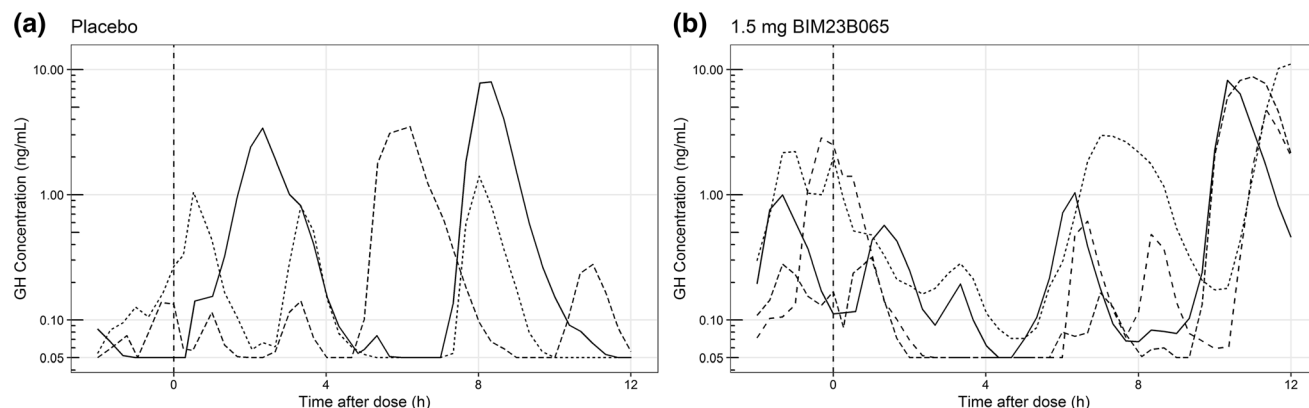 (a) Placebo
GH Concentration (ng/mL)
10.00
1.00
0.10
0.05
0 4 8 12
Time after dose (h)
(b) 1.5 mg BIM23B065
GH Concentration (ng/mL)
10.00
1.00
0.10
0.05
0 4 8 12
Time after dose (h)